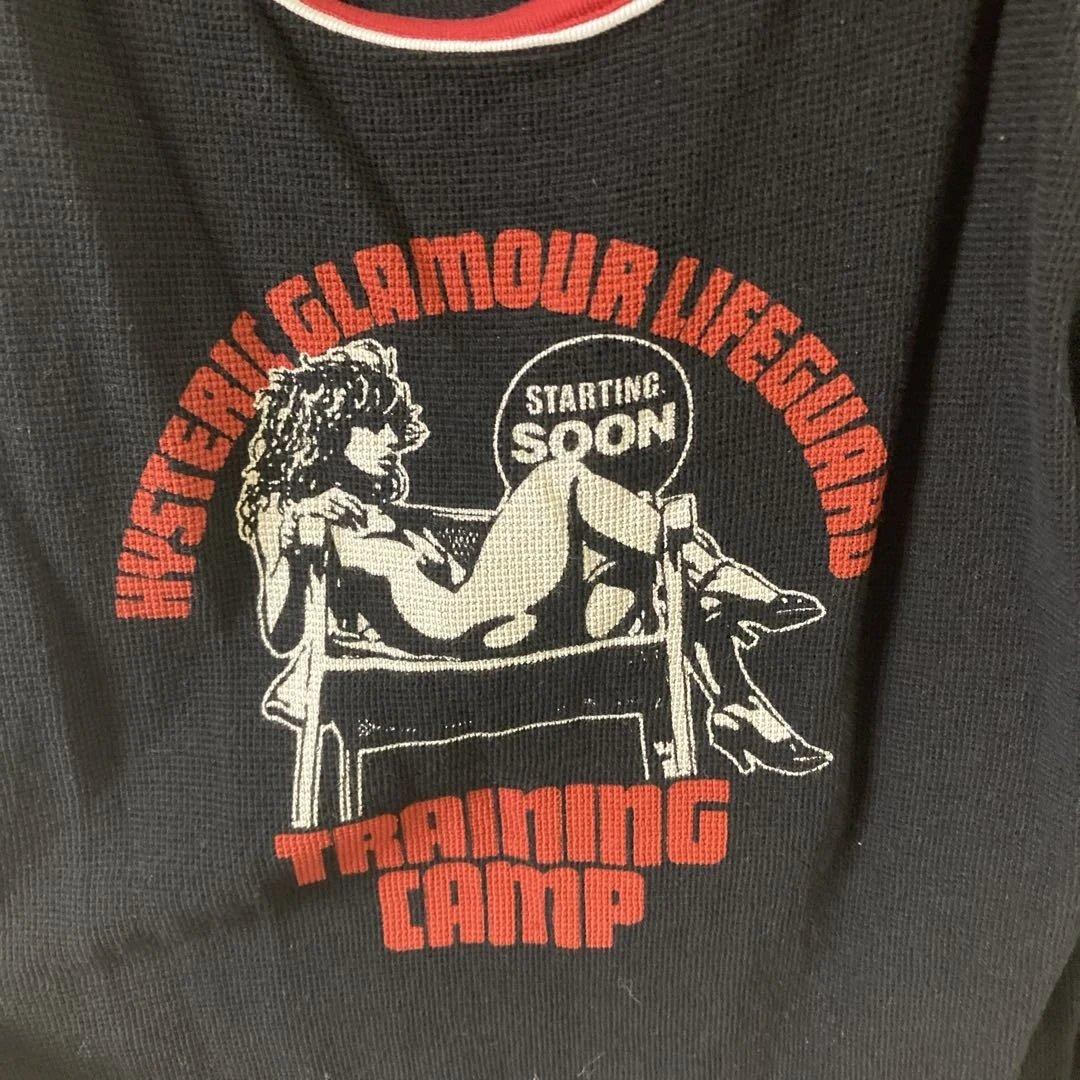 HYSTERIC GLAMOUR LIFEGUARD
STARTING.
SOON
TRAINING
CAMP